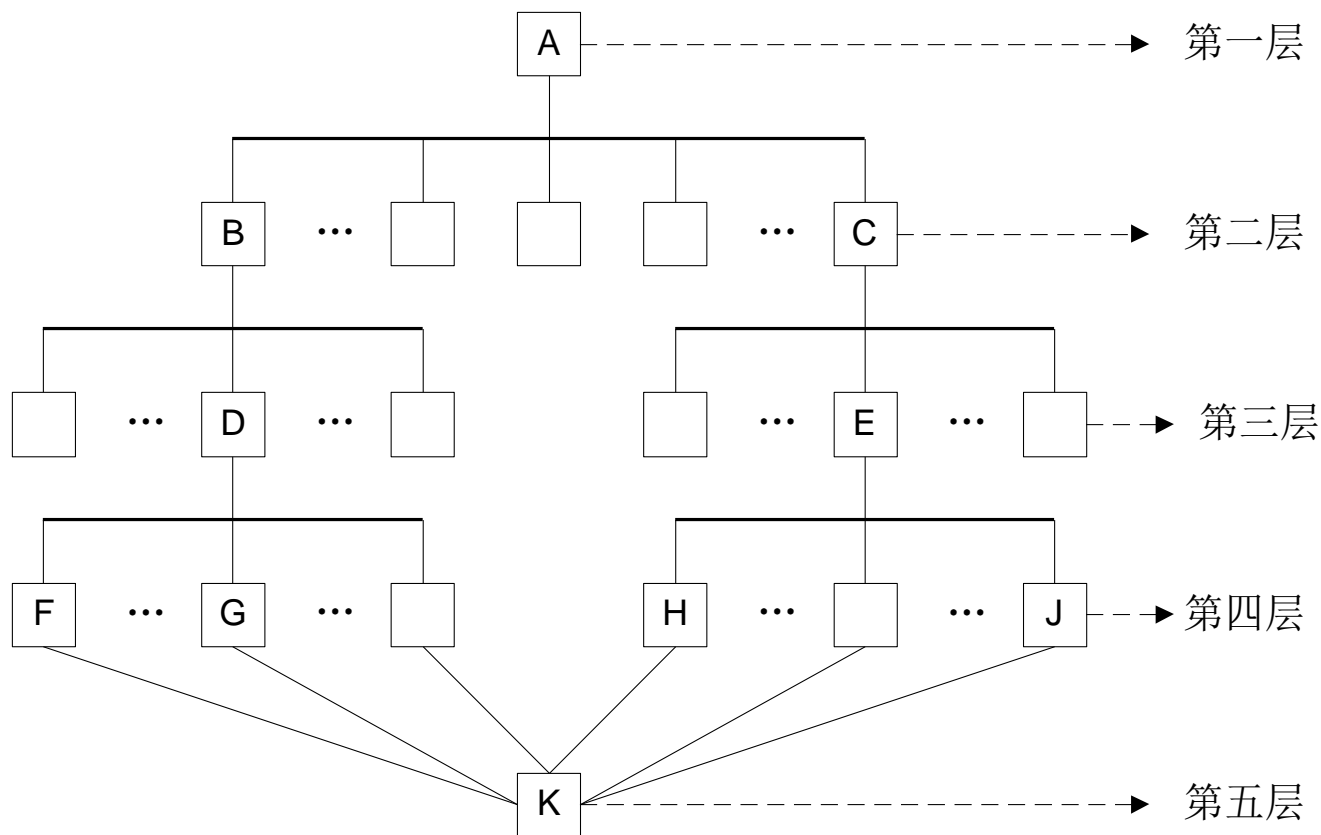 A 第一层
B … … C 第二层
… D … … E … 第三层
F … G … H … … J 第四层
K 第五层